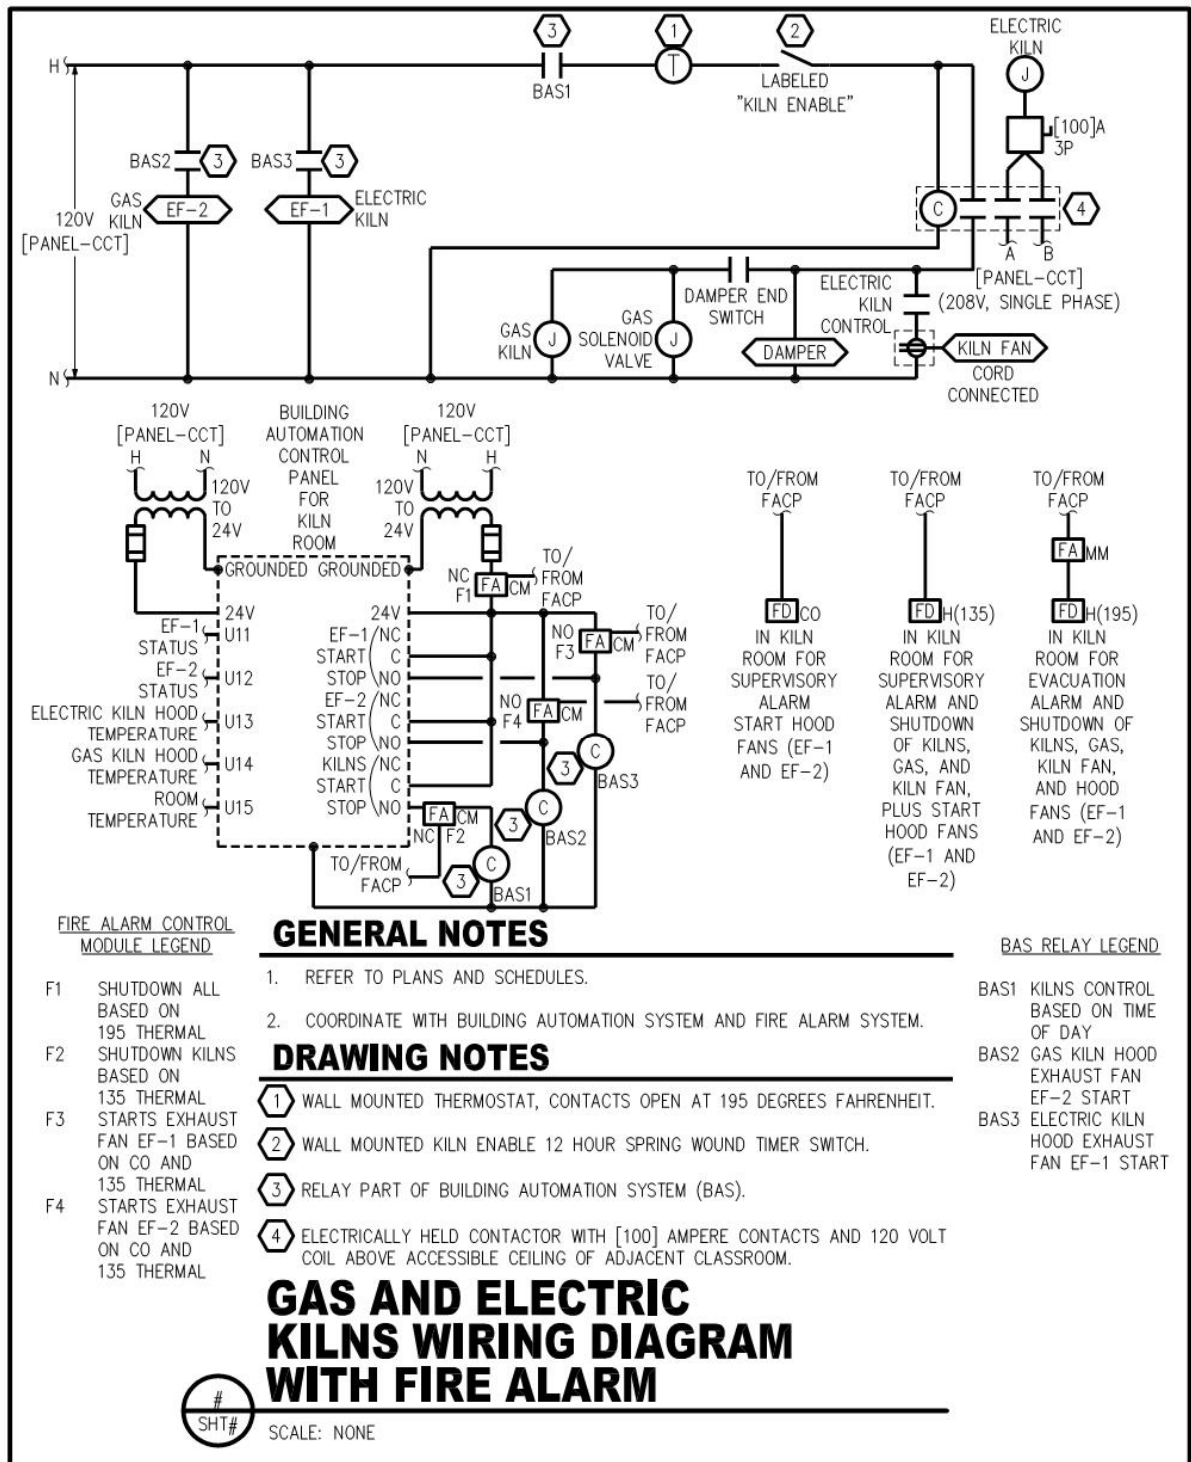 3
1
2
ELECTRIC
KILN
J
H
T
BAS1
LABELED
"KILN ENABLE"
[100]A
3P
BAS2
3
BAS3
3
GAS
KILN
EF-2
EF-1
ELECTRIC
KILN
120V
[PANEL-CCT]
C
4
A
B
[PANEL-CCT]
(208V, SINGLE PHASE)
DAMPER END
SWITCH
ELECTRIC
KILN
CONTROL
GAS
KILN
J
GAS
SOLENOID
VALVE
J
DAMPER
KILN FAN
CORD
CONNECTED
N
120V
[PANEL-CCT]
H
N
120V
TO
24V
BUILDING
AUTOMATION
CONTROL
PANEL
FOR
KILN
ROOM
120V
[PANEL-CCT]
N
H
120V
TO
24V
GROUNDED
GROUNDED
24V
24V
EF-1
STATUS
U11
EF-2
STATUS
U12
ELECTRIC KILN HOOD
TEMPERATURE
U13
GAS KILN HOOD
TEMPERATURE
U14
ROOM
TEMPERATURE
U15
EF-1
START
STOP
NC
C
NO
EF-2
START
STOP
NC
C
NO
KILNS
START
STOP
NC
C
NO
NC
F1
FA
CM
TO/
FROM
FACP
NO
F3
FA
CM
TO/
FROM
FACP
NO
F4
FA
CM
TO/
FROM
FACP
FA
CM
NC
F2
TO/FROM
FACP
C
3
BAS3
C
3
BAS2
C
3
BAS1
TO/FROM
FACP
FD
CO
IN KILN
ROOM FOR
SUPERVISORY
ALARM
START HOOD
FANS (EF-1
AND EF-2)
TO/FROM
FACP
FD
H(135)
IN KILN
ROOM FOR
SUPERVISORY
ALARM AND
SHUTDOWN
OF KILNS,
GAS, AND
KILN FAN,
PLUS START
HOOD FANS
(EF-1 AND
EF-2)
TO/FROM
FACP
FA
MM
FD
H(195)
IN KILN
ROOM FOR
EVACUATION
ALARM AND
SHUTDOWN OF
KILNS, GAS,
KILN FAN,
AND HOOD
FANS (EF-1
AND EF-2)
FIRE ALARM CONTROL
MODULE LEGEND
F1 SHUTDOWN ALL
BASED ON
195 THERMAL
F2 SHUTDOWN KILNS
BASED ON
135 THERMAL
F3 STARTS EXHAUST
FAN EF-1 BASED
ON CO AND
135 THERMAL
F4 STARTS EXHAUST
FAN EF-2 BASED
ON CO AND
135 THERMAL
GENERAL NOTES
1. REFER TO PLANS AND SCHEDULES.
2. COORDINATE WITH BUILDING AUTOMATION SYSTEM AND FIRE ALARM SYSTEM.
DRAWING NOTES
1 WALL MOUNTED THERMOSTAT, CONTACTS OPEN AT 195 DEGREES FAHRENHEIT.
2 WALL MOUNTED KILN ENABLE 12 HOUR SPRING WOUND TIMER SWITCH.
3 RELAY PART OF BUILDING AUTOMATION SYSTEM (BAS).
4 ELECTRICALLY HELD CONTACTOR WITH [100] AMPERE CONTACTS AND 120 VOLT
COIL ABOVE ACCESSIBLE CEILING OF ADJACENT CLASSROOM.
BAS RELAY LEGEND
BAS1 KILNS CONTROL
BASED ON TIME
OF DAY
BAS2 GAS KILN HOOD
EXHAUST FAN
EF-2 START
BAS3 ELECTRIC KILN
HOOD EXHAUST
FAN EF-1 START
GAS AND ELECTRIC
KILNS WIRING DIAGRAM
WITH FIRE ALARM
#
SHT#
SCALE: NONE